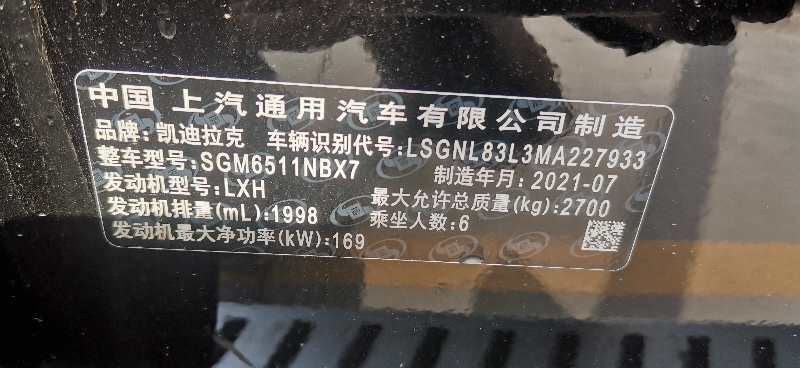 中国 上汽通用汽车有限公司制造
品牌:凯迪拉克 车辆识别代号:LSGNL83L3MA227933
整车型号:SGM6511NBX7 制造年月:2021-07
发动机型号:LXH 最大允许总质量(kg):2700
发动机排量(mL):1998 乘坐人数:6
发动机最大净功率(kW):169